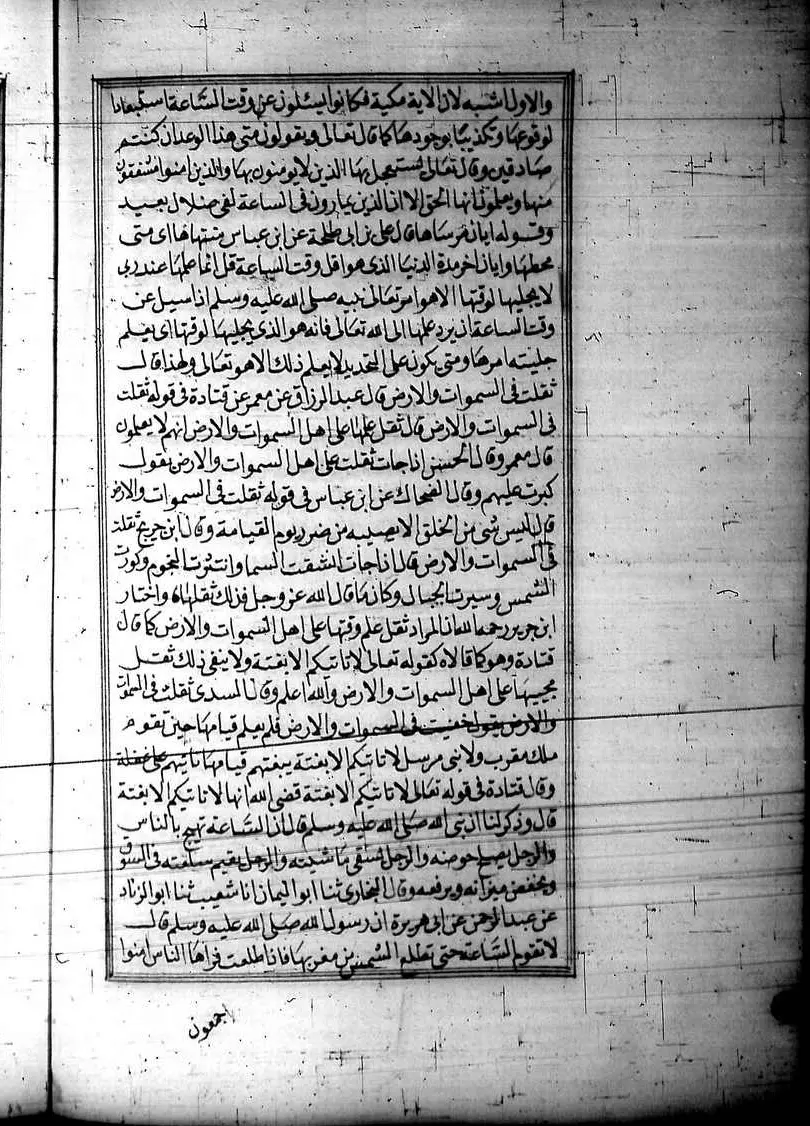 والاول اشبه لان الاية مكية فكانوا يسئلون عن وقت الساعة استبعادا
لوقوعها وتكذيبا بوجودها كما قال تعالى ويقولون متى هذا الوعد ان كنتم
صادقين وقال تعالى يستعجل بها الذين لا يومنون بها والذين امنوا مشفقون
منها ويعلمون انها الحق الا ان الذين يمارون في الساعة لفي ضلال بعيد
وقوله ايان مرساها قال علي بن ابي طلحة عن ابن عباس منتهاها اى متى
محطها وايان اخر مدة الدنيا الذى هو اقل وقت الساعة قل انما علمها عند ربي
لا يجليها لوقتها الا هو امر تعالى نبيه صلى الله عليه وسلم اذا سيل عن
وقت الساعة ان يرد علمها الى الله تعالى فانه هو الذي يجليها لوقتها اى يعلم
جلية امرها ومتى يكون على التحديد لا يعلم ذلك الا هو تعالى ولهذا قال
ثقلت في السموات والارض قال عبد الرزاق عن معمر عن قتادة في قوله ثقلت
في السموات والارض قال ثقل علمها على اهل السموات والارض انهم لا يعلمون
قال معمر وقال الحسن اذا جات ثقلت على اهل السموات والارض يقول
كبرت عليهم وقال الضحاك عن ابن عباس في قوله ثقلت في السموات والارض
قال ليس شي من الخلق الا يصيبه من ضرر يوم القيامة وقال ابن جريج ثقلت
في السموات والارض قال اذا جات انشقت السما وانتثرت النجوم وكورت
الشمس وسيرت الجبال وكان ما قال الله عز وجل فذلك ثقلها واختار
ابن جرير رحمه الله ان المراد ثقل علم وقتها على اهل السموات والارض كما قال
قتادة وهو كما قالاه كقوله تعالى لا تاتيكم الا بغتة ولا ينفي ذلك ثقل
مجيها على اهل السموات والارض والله اعلم وقال السدى ثقلت في السموات
والارض يقول خفيت في السموات والارض فلم يعلم قيامها حين تقوم
ملك مقرب ولا نبي مرسل لا تاتيكم الا بغتة يبغتهم قيامها تاتيهم على غفلة
وقال قتادة في قوله تعالى لا تاتيكم الا بغتة قضى الله انها لا تاتيكم الا بغتة
قال وذكر لنا ان نبي الله صلى الله عليه وسلم قال ان الساعة تهيج بالناس
والرجل يصلح حوضه والرجل يسقي ماشيته والرجل يقيم سلعته في السوق
ويخفض ميزانه ويرفعه وقال البخاري ثنا ابو اليمان انا شعيب ثنا ابو الزناد
عن عبد الرحمن عن ابي هريرة ان رسول الله صلى الله عليه وسلم قال
لا تقوم الساعة حتى تطلع الشمس من مغربها فاذا طلعت فراها الناس امنوا
اجمعون